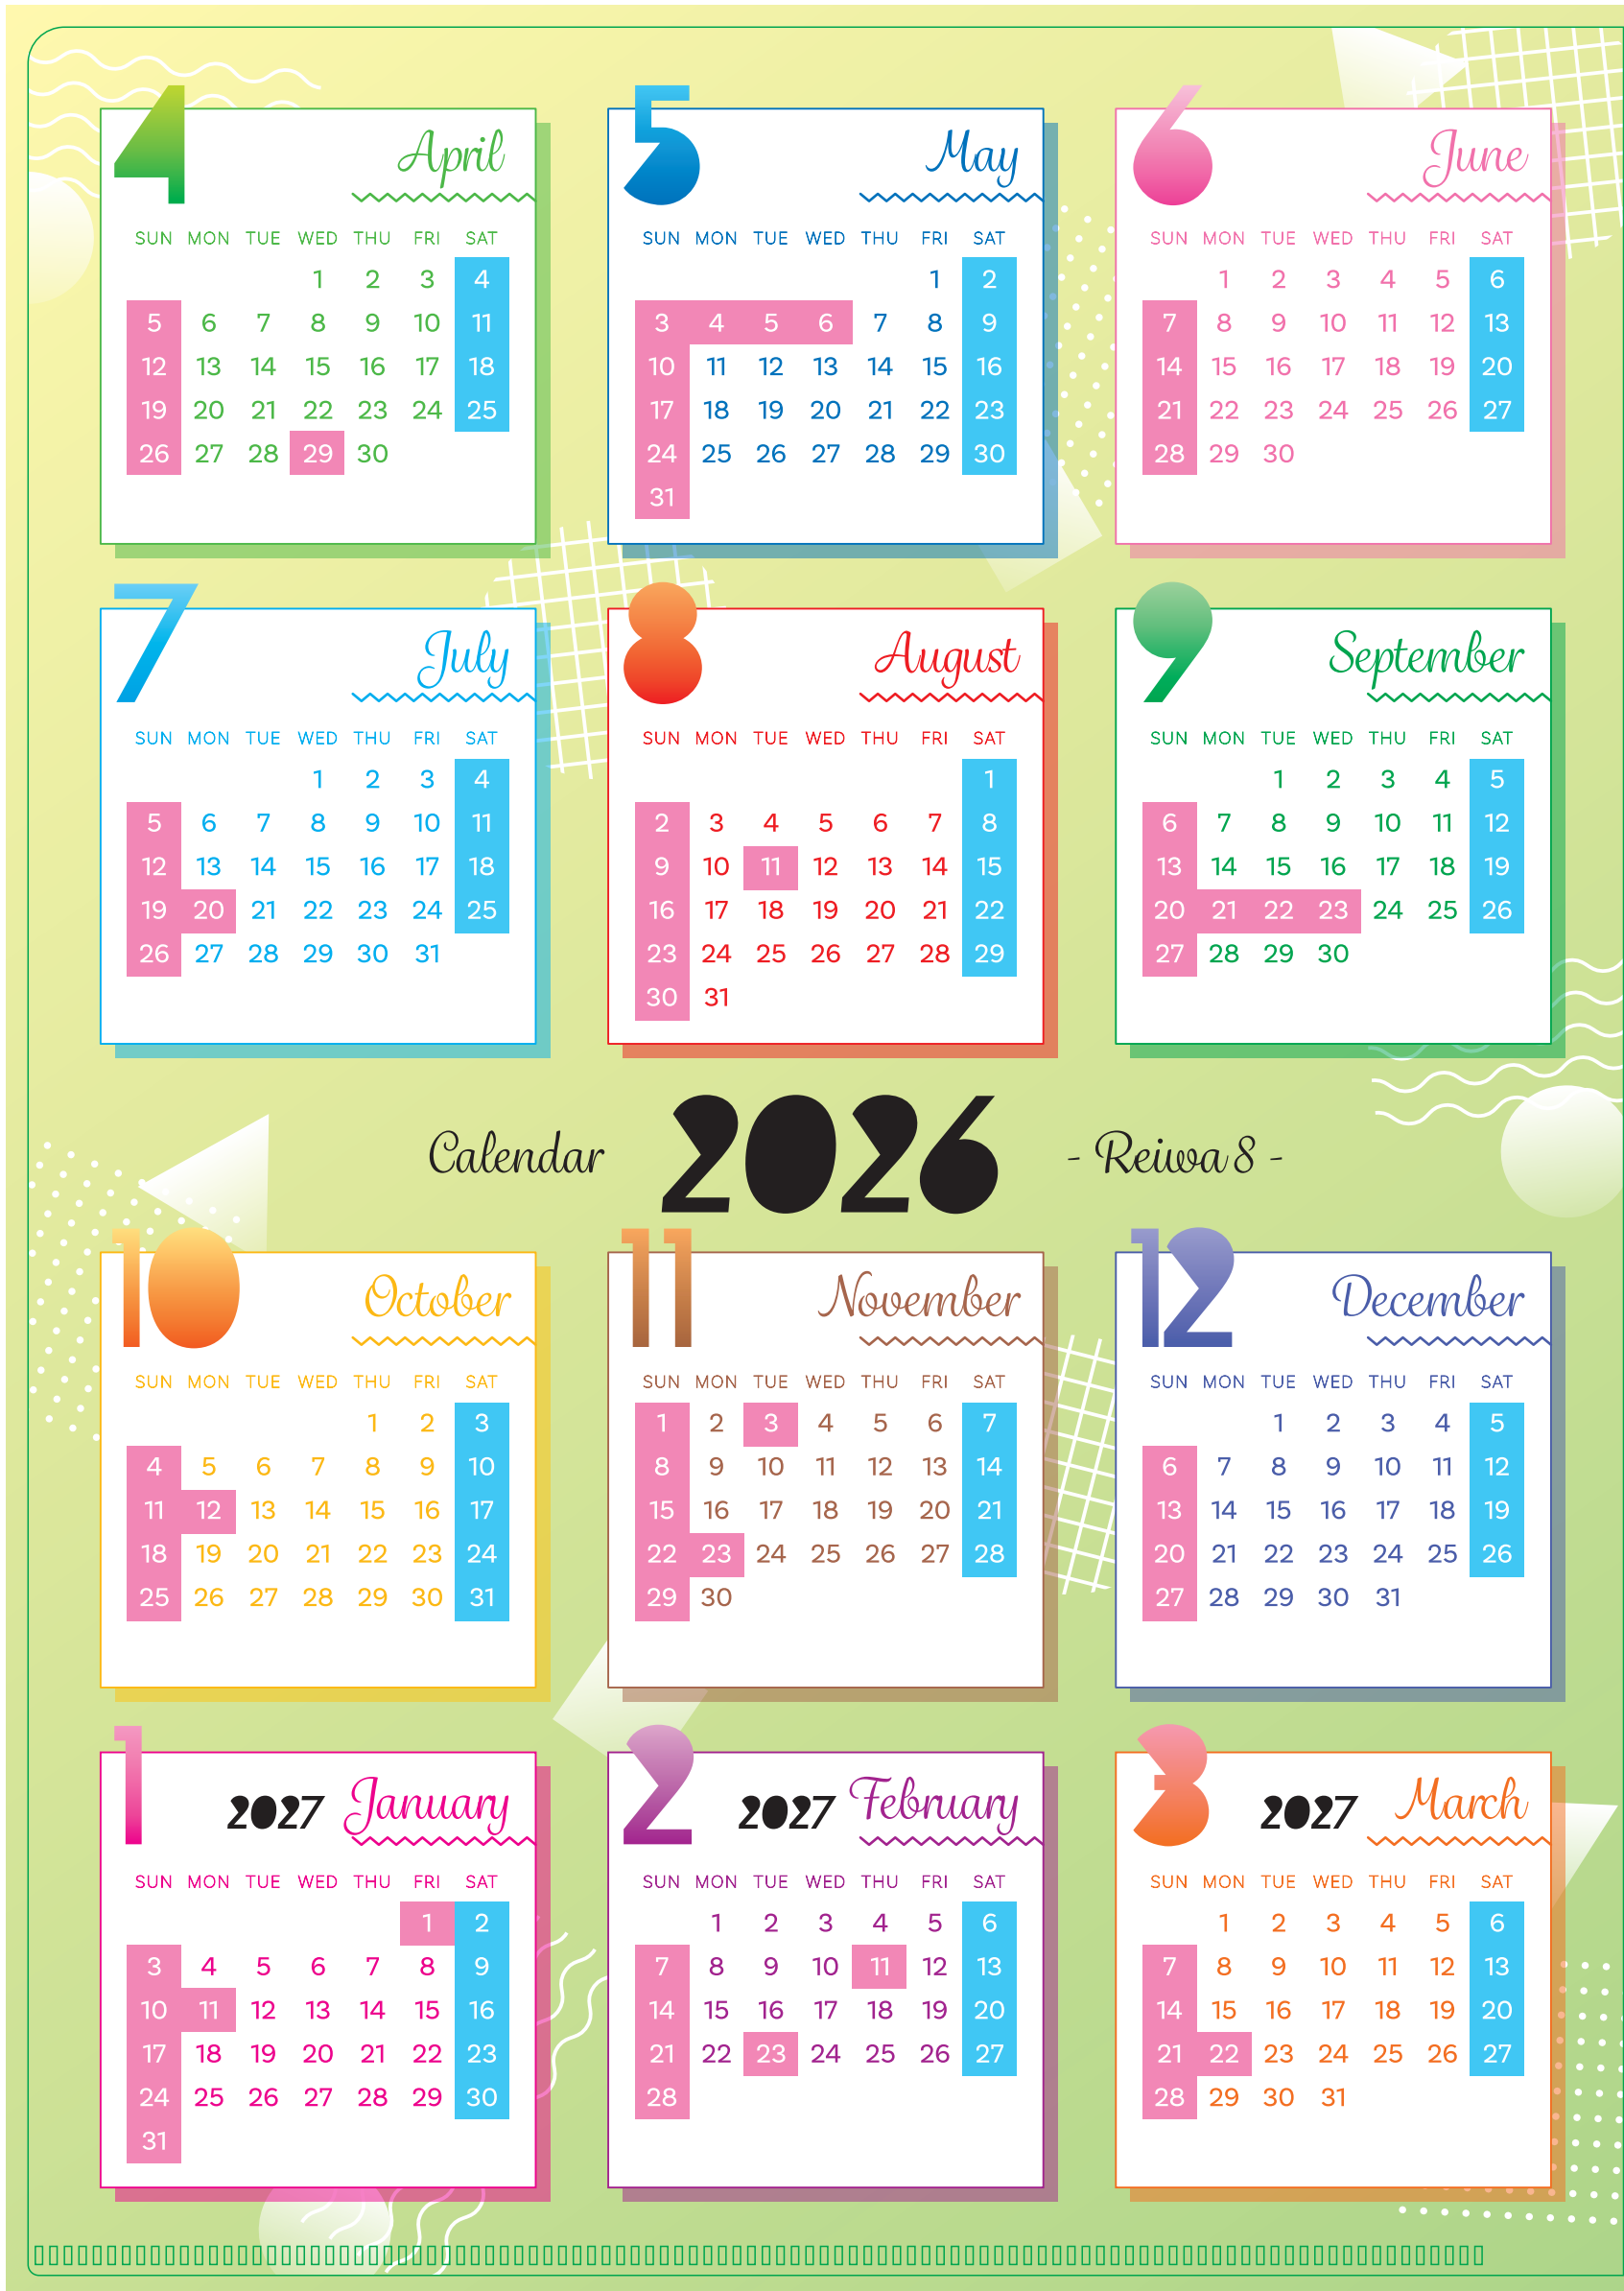 4
April
SUN MON TUE WED THU FRI SAT
1 2 3 4
5 6 7 8 9 10 11
12 13 14 15 16 17 18
19 20 21 22 23 24 25
26 27 28 29 30
5
May
SUN MON TUE WED THU FRI SAT
1 2
3 4 5 6 7 8 9
10 11 12 13 14 15 16
17 18 19 20 21 22 23
24 25 26 27 28 29 30
31
6
June
SUN MON TUE WED THU FRI SAT
1 2 3 4 5 6
7 8 9 10 11 12 13
14 15 16 17 18 19 20
21 22 23 24 25 26 27
28 29 30
7
July
SUN MON TUE WED THU FRI SAT
1 2 3 4
5 6 7 8 9 10 11
12 13 14 15 16 17 18
19 20 21 22 23 24 25
26 27 28 29 30 31
8
August
SUN MON TUE WED THU FRI SAT
1
2 3 4 5 6 7 8
9 10 11 12 13 14 15
16 17 18 19 20 21 22
23 24 25 26 27 28 29
30 31
9
September
SUN MON TUE WED THU FRI SAT
1 2 3 4 5
6 7 8 9 10 11 12
13 14 15 16 17 18 19
20 21 22 23 24 25 26
27 28 29 30
Calendar 2026 - Reiwa 8 -
10
October
SUN MON TUE WED THU FRI SAT
1 2 3
4 5 6 7 8 9 10
11 12 13 14 15 16 17
18 19 20 21 22 23 24
25 26 27 28 29 30 31
11
November
SUN MON TUE WED THU FRI SAT
1 2 3 4 5 6 7
8 9 10 11 12 13 14
15 16 17 18 19 20 21
22 23 24 25 26 27 28
29 30
12
December
SUN MON TUE WED THU FRI SAT
1 2 3 4 5
6 7 8 9 10 11 12
13 14 15 16 17 18 19
20 21 22 23 24 25 26
27 28 29 30 31
1
2027 January
SUN MON TUE WED THU FRI SAT
1 2
3 4 5 6 7 8 9
10 11 12 13 14 15 16
17 18 19 20 21 22 23
24 25 26 27 28 29 30
31
2
2027 February
SUN MON TUE WED THU FRI SAT
1 2 3 4 5 6
7 8 9 10 11 12 13
14 15 16 17 18 19 20
21 22 23 24 25 26 27
28
3
2027 March
SUN MON TUE WED THU FRI SAT
1 2 3 4 5 6
7 8 9 10 11 12 13
14 15 16 17 18 19 20
21 22 23 24 25 26 27
28 29 30 31